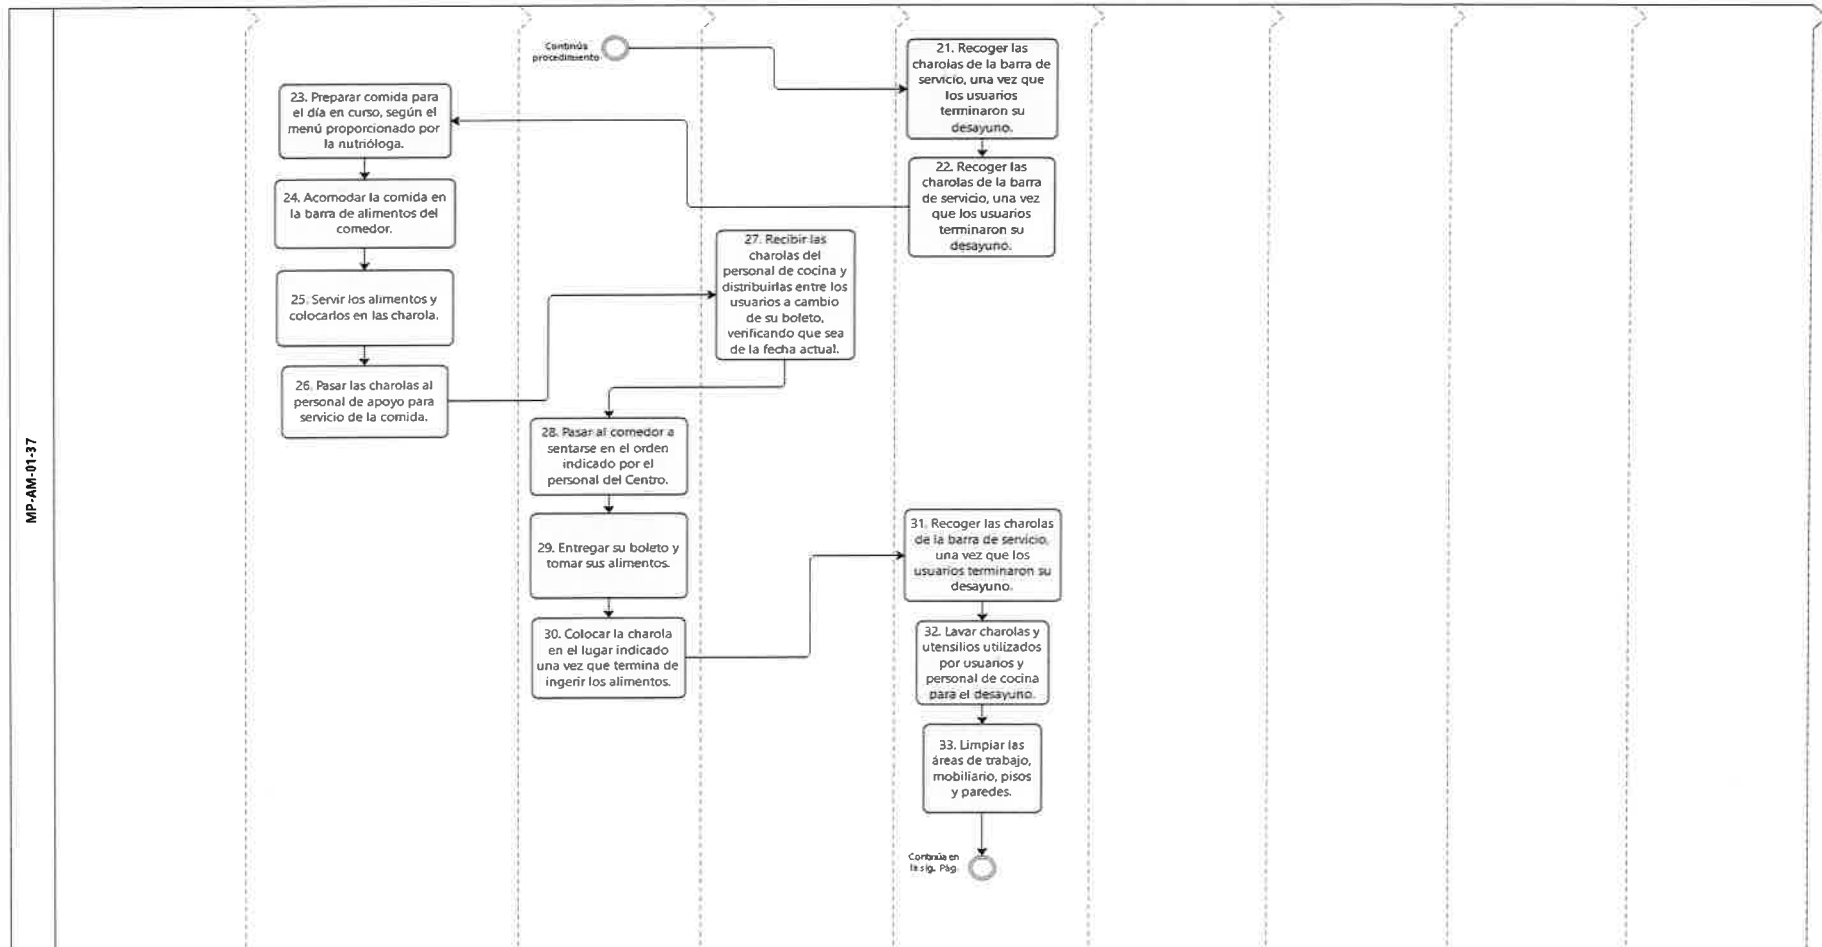 MP-AM-01-37
Continúa
procedimiento
21. Recoger las
charolas de la barra de
servicio, una vez que
los usuarios
terminaron su
desayuno.
22. Recoger las
charolas de la barra
de servicio, una vez
que los usuarios
terminaron su
desayuno.
23. Preparar comida para
el día en curso, según el
menú proporcionado por
la nutrióloga.
24. Acomodar la comida en
la barra de alimentos del
comedor.
25. Servir los alimentos y
colocarlos en las charola.
26. Pasar las charolas al
personal de apoyo para
servicio de la comida.
27. Recibir las
charolas del
personal de cocina y
distribuirlas entre los
usuarios a cambio
de su boleto,
verificando que sea
de la fecha actual.
28. Pasar al comedor a
sentarse en el orden
indicado por el
personal del Centro.
29. Entregar su boleto y
tomar sus alimentos.
30. Colocar la charola
en el lugar indicado
una vez que termina de
ingerir los alimentos.
31. Recoger las charolas
de la barra de servicio,
una vez que los
usuarios terminaron su
desayuno.
32. Lavar charolas y
utensilios utilizados
por usuarios y
personal de cocina
para el desayuno.
33. Limpiar las
áreas de trabajo,
mobiliario, pisos
y paredes.
Continúa en
la sig. Pág.